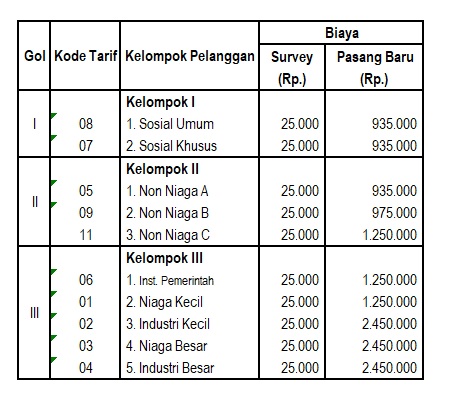 Gol Kode Tarif Kelompok Pelanggan Biaya
Survey (Rp.) Pasang Baru (Rp.)
Kelompok I
I 08 1. Sosial Umum 25.000 935.000
07 2. Sosial Khusus 25.000 935.000
Kelompok II
II 05 1. Non Niaga A 25.000 935.000
09 2. Non Niaga B 25.000 975.000
11 3. Non Niaga C 25.000 1.250.000
Kelompok III
III 06 1. Inst. Pemerintah 25.000 1.250.000
01 2. Niaga Kecil 25.000 1.250.000
02 3. Industri Kecil 25.000 2.450.000
03 4. Niaga Besar 25.000 2.450.000
04 5. Industri Besar 25.000 2.450.000